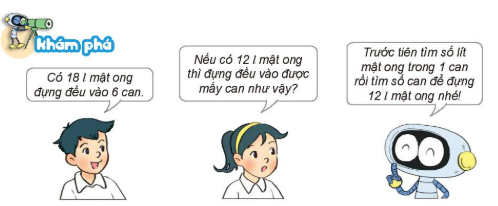 Khám phá
Có 18 l mật ong
đựng đều vào 6 can.
Nếu có 12 l mật ong
thì đựng đều vào được
mấy can như vậy?
Trước tiên tìm số lít
mật ong trong 1 can
rồi tìm số can để đựng
12 l mật ong nhé!